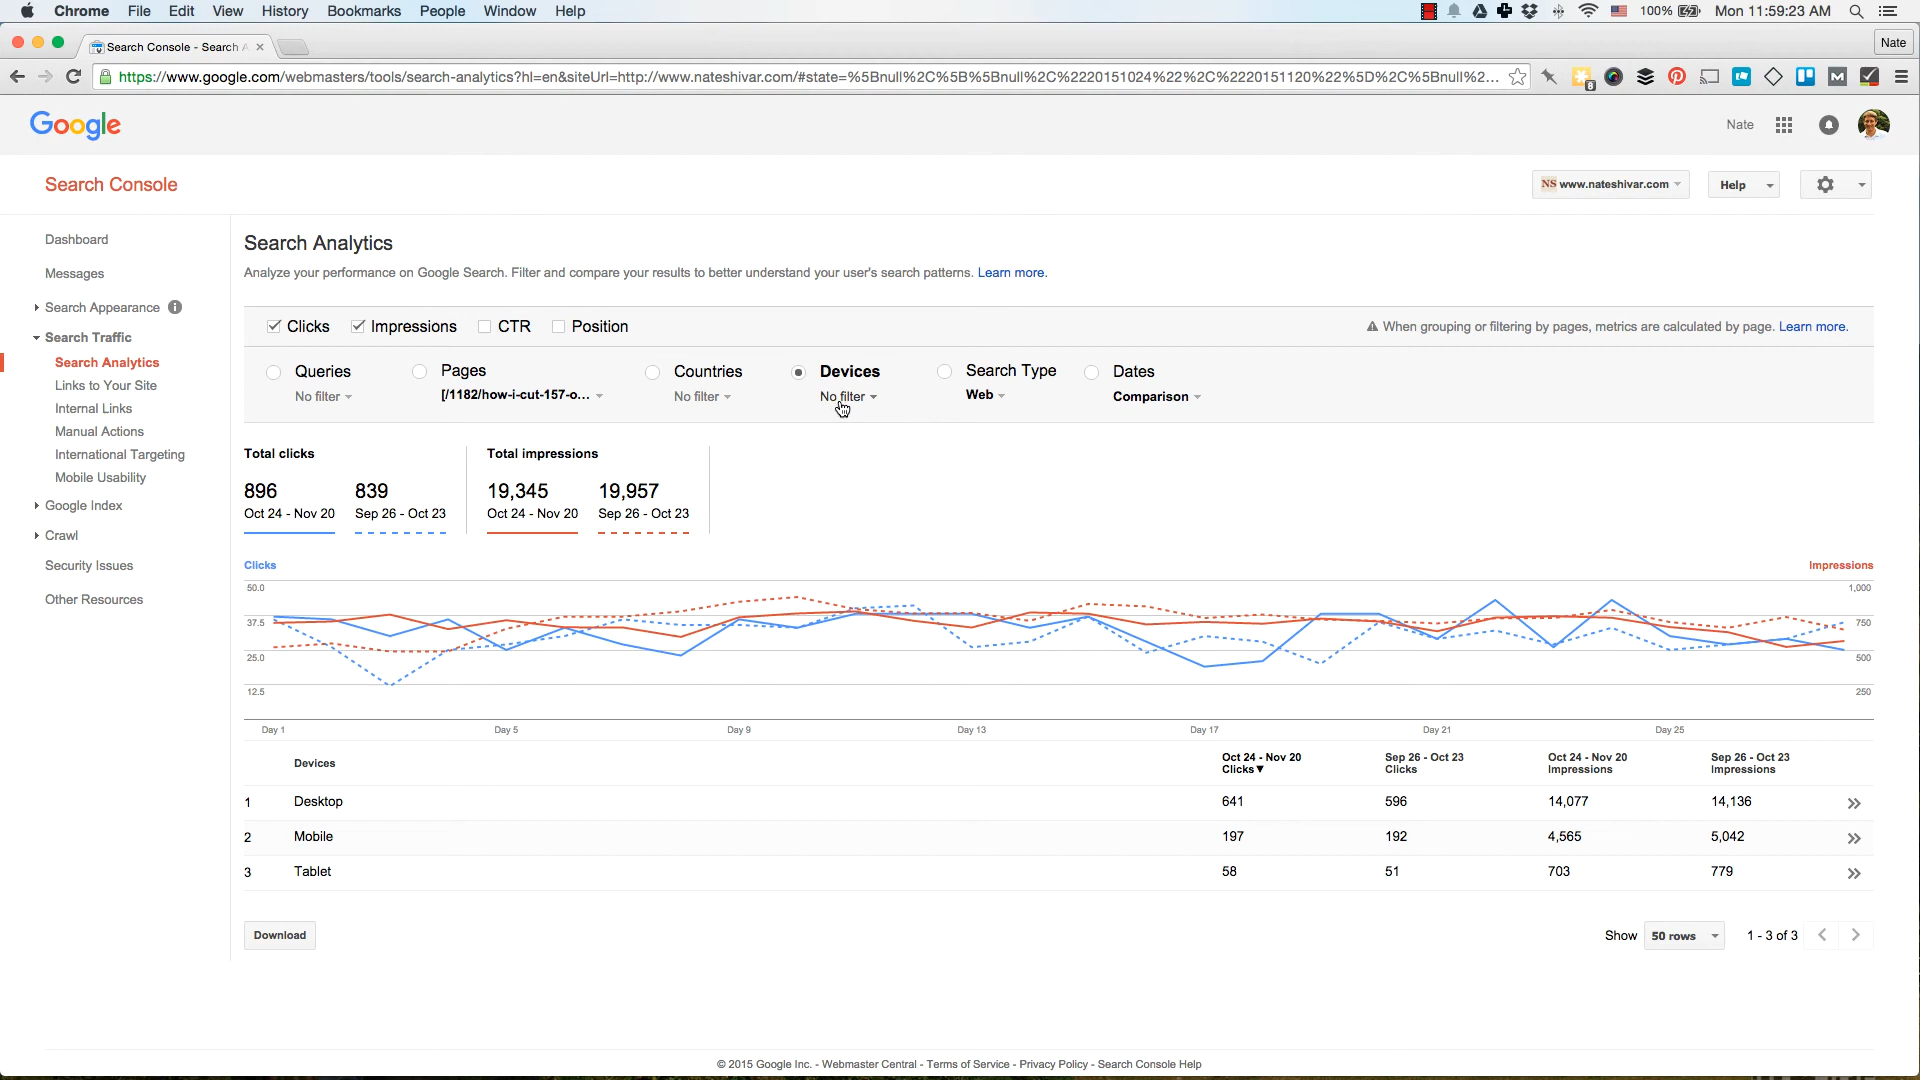 Chrome File Edit View History Bookmarks People Window Help 100% Mon 11:59:23 AM
Search Console - Search A Nate
https://www.google.com/webmasters/tools/search-analytics?hl=en&siteUrl=http://www.nateshivar.com/#state=%5Bnull%2C%5B%5Bnull%2C%2220151024%22%2C%2220151120%22%5D%2C%5Bnull%2... 8
Google Nate
Search Console NS www.nateshivar.com Help
Dashboard
Messages
Search Appearance i
Search Traffic
Search Analytics
Links to Your Site
Internal Links
Manual Actions
International Targeting
Mobile Usability
Google Index
Crawl
Security Issues
Other Resources
Search Analytics
Analyze your performance on Google Search. Filter and compare your results to better understand your user's search patterns. Learn more.
Clicks Impressions CTR Position When grouping or filtering by pages, metrics are calculated by page. Learn more.
Queries Pages Countries Devices Search Type Dates
No filter [/1182/how-i-cut-157-o... No filter No filter Web Comparison
Total clicks Total impressions
896 839 19,345 19,957
Oct 24 - Nov 20 Sep 26 - Oct 23 Oct 24 - Nov 20 Sep 26 - Oct 23
Clicks Impressions
50.0 1,000
37.5 750
25.0 500
12.5 250
Day 1 Day 5 Day 9 Day 13 Day 17 Day 21 Day 25
Devices Oct 24 - Nov 20 Sep 26 - Oct 23 Oct 24 - Nov 20 Sep 26 - Oct 23
Clicks▼ Clicks Impressions Impressions
1 Desktop 641 596 14,077 14,136 »
2 Mobile 197 192 4,565 5,042 »
3 Tablet 58 51 703 779 »
Download Show 50 rows 1 - 3 of 3
© 2015 Google Inc. - Webmaster Central - Terms of Service - Privacy Policy - Search Console Help